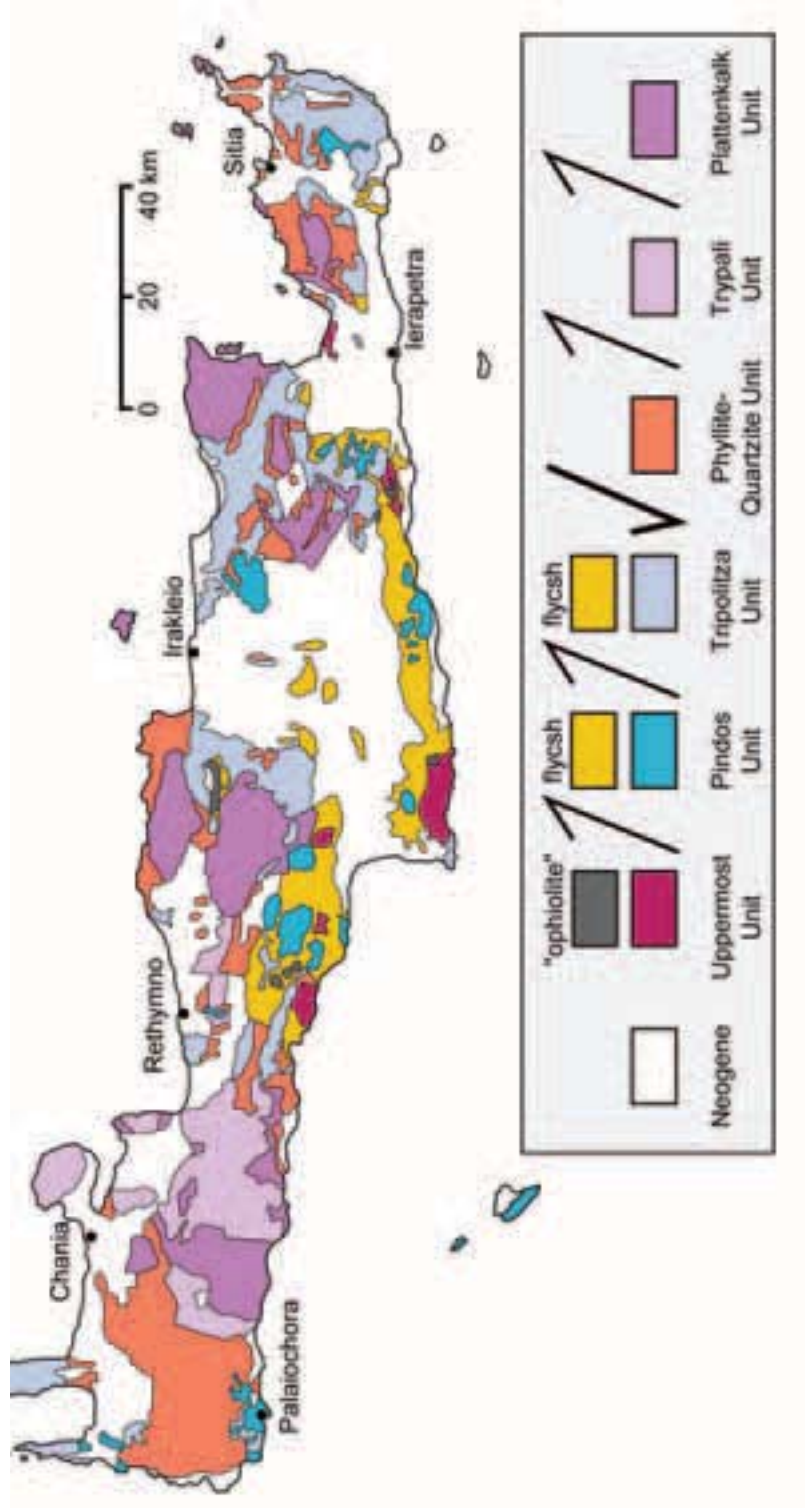 Chania
Rethymno
Irakleio
Sitia
Palaiochora
Ierapetra
0
20
40 km
Neogene
"ophiolite"
Uppermost
Unit
flycsh
Pindos
Unit
flycsh
Tripolitza
Unit
Phyllite-
Quartzite Unit
Trypali
Unit
Plattenkalk
Unit